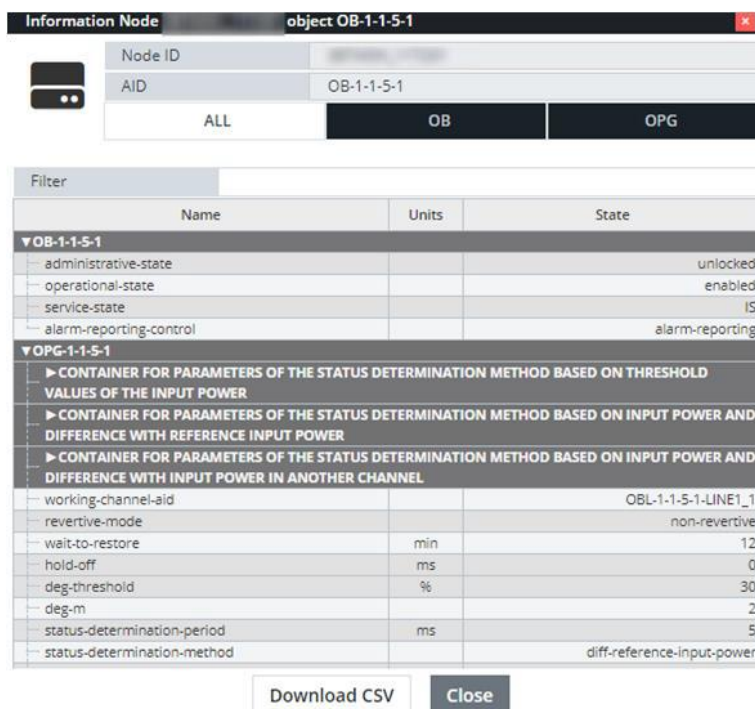 Information Node object OB-1-1-5-1
Node ID
AID OB-1-1-5-1
ALL OB OPG
Filter
Name Units State
▼OB-1-1-5-1
administrative-state unlocked
operational-state enabled
service-state IS
alarm-reporting-control alarm-reporting
▼OPG-1-1-5-1
►CONTAINER FOR PARAMETERS OF THE STATUS DETERMINATION METHOD BASED ON THRESHOLD
VALUES OF THE INPUT POWER
►CONTAINER FOR PARAMETERS OF THE STATUS DETERMINATION METHOD BASED ON INPUT POWER AND
DIFFERENCE WITH REFERENCE INPUT POWER
►CONTAINER FOR PARAMETERS OF THE STATUS DETERMINATION METHOD BASED ON INPUT POWER AND
DIFFERENCE WITH INPUT POWER IN ANOTHER CHANNEL
working-channel-aid OBL-1-1-5-1-LINE1_1
revertive-mode non-revertive
wait-to-restore min 12
hold-off ms 0
deg-threshold % 30
deg-m 2
status-determination-period ms 5
status-determination-method diff-reference-input-power
Download CSV Close